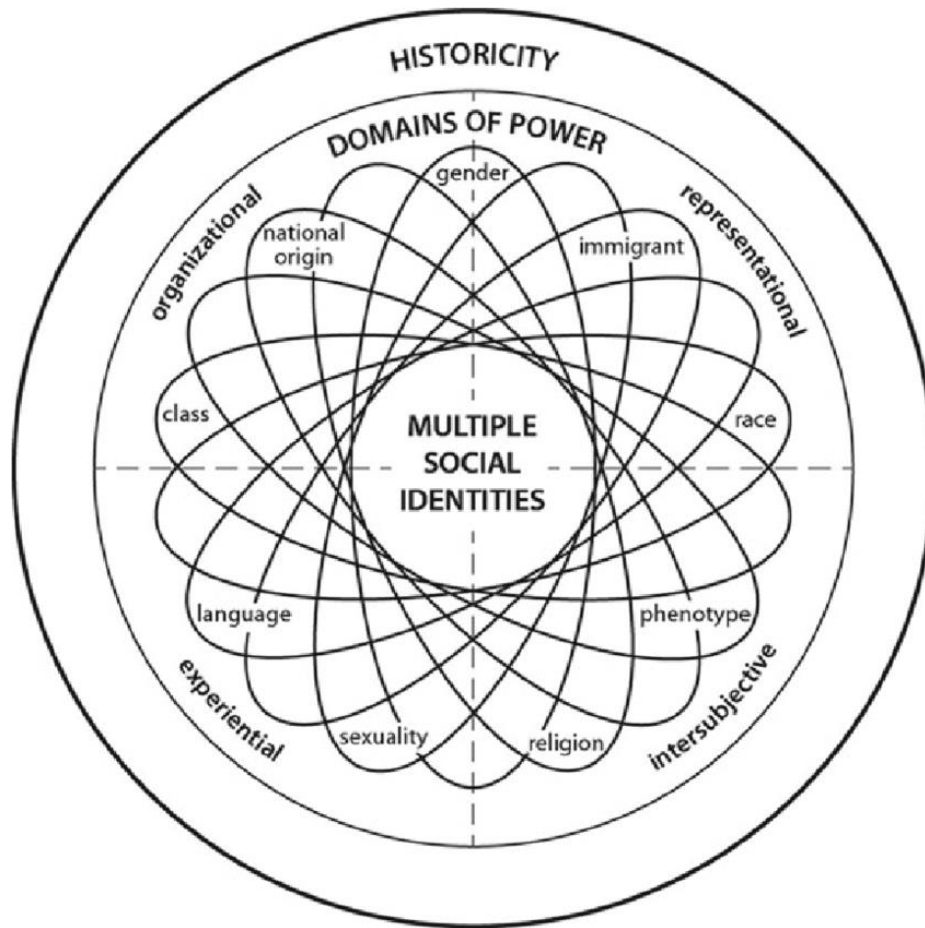 HISTORICITY
DOMAINS OF POWER
gender
organizational
national
origin
immigrant
representational
class
race
MULTIPLE
SOCIAL
IDENTITIES
language
phenotype
experiential
sexuality
religion
intersubjective